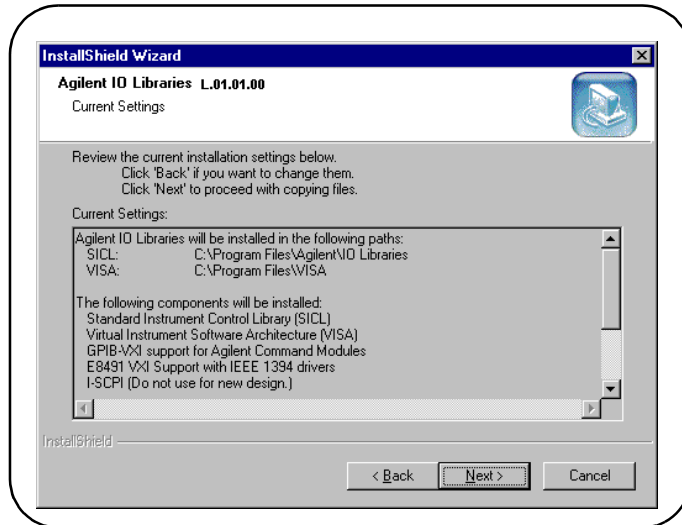 InstallShield Wizard
Agilent IO Libraries L.01.01.00
Current Settings
Review the current installation settings below.
Click 'Back' if you want to change them.
Click 'Next' to proceed with copying files.
Current Settings:
Agilent IO Libraries will be installed in the following paths:
SICL: C:\Program Files\Agilent\IO Libraries
VISA: C:\Program Files\VISA
The following components will be installed:
Standard Instrument Control Library (SICL)
Virtual Instrument Software Architecture (VISA)
GPIB-VXI support for Agilent Command Modules
E8491 VXI Support with IEEE 1394 drivers
I-SCPI (Do not use for new design.)
InstallShield
< Back Next > Cancel